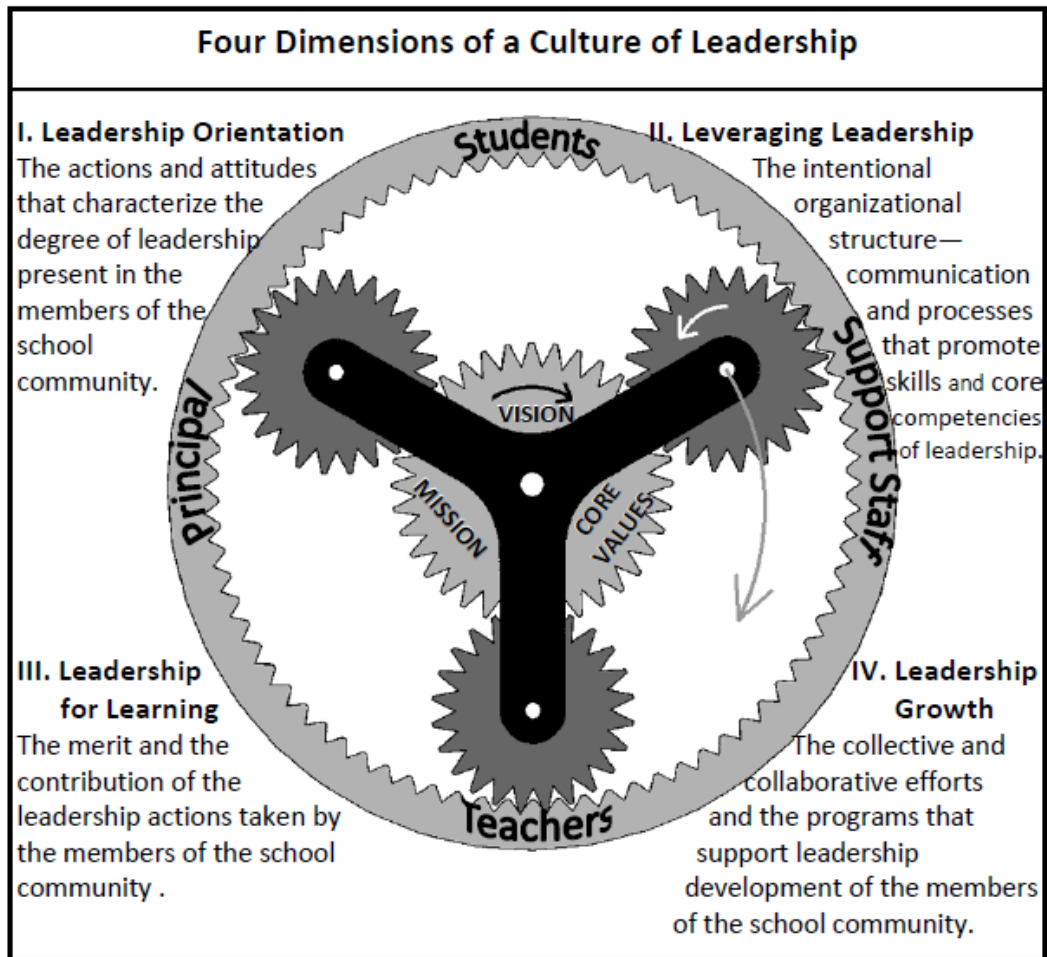 Four Dimensions of a Culture of Leadership
I. Leadership Orientation
The actions and attitudes
that characterize the
degree of leadership
present in the
members of the
school
community.
II. Leveraging Leadership
The intentional
organizational
structure—
communication
and processes
that promote
skills and core
competencies
of leadership.
Students
Principal
Support Staff
Teachers
VISION
MISSION
CORE
VALUES
III. Leadership
for Learning
The merit and the
contribution of the
leadership actions taken by
the members of the school
community .
IV. Leadership
Growth
The collective and
collaborative efforts
and the programs that
support leadership
development of the members
of the school community.